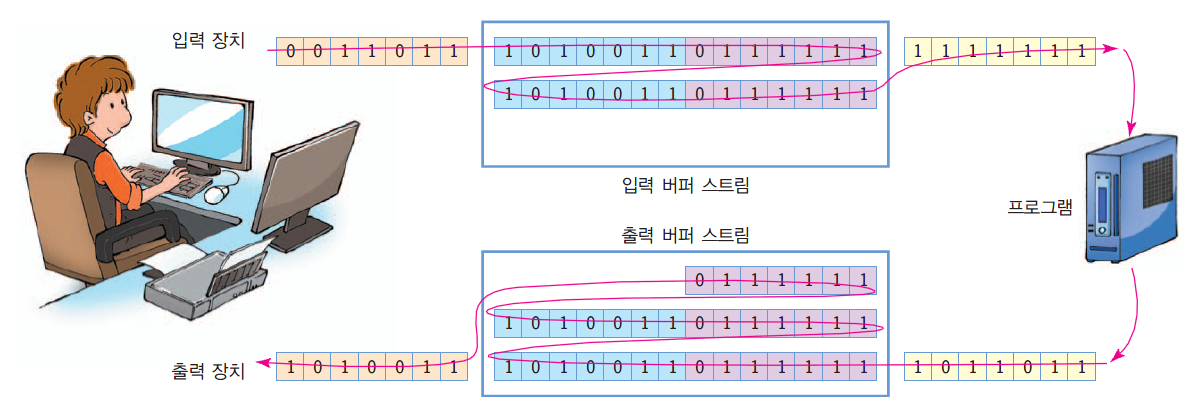 입력 장치
0 0 1 1 0 1 1
1 0 1 0 0 1 1 0 1 1 1 1 1 1
1 1 1 1 1 1 1
1 0 1 0 0 1 1 0 1 1 1 1 1 1
입력 버퍼 스트림
프로그램
출력 버퍼 스트림
0 1 1 1 1 1 1
1 0 1 0 0 1 1 0 1 1 1 1 1 1
출력 장치
1 0 1 0 0 1 1
1 0 1 0 0 1 1 0 1 1 1 1 1 1
1 0 1 1 0 1 1